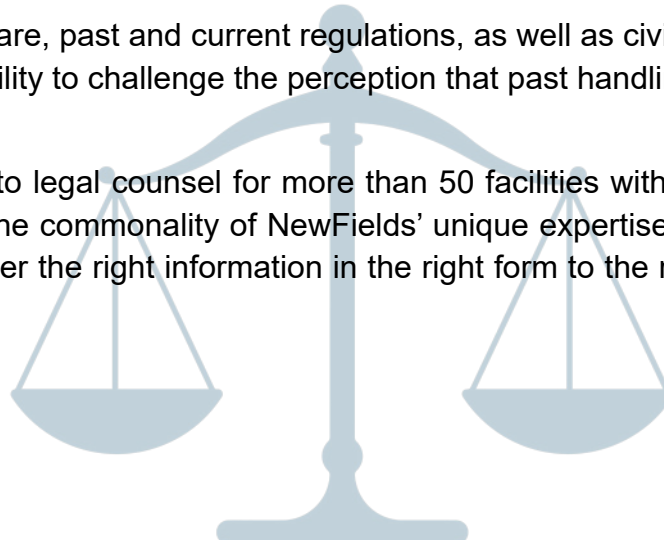 are, past and current regulations, as well as civi
ility to challenge the perception that past handli
to legal counsel for more than 50 facilities with
ne commonality of NewFields’ unique expertise
er the right information in the right form to the